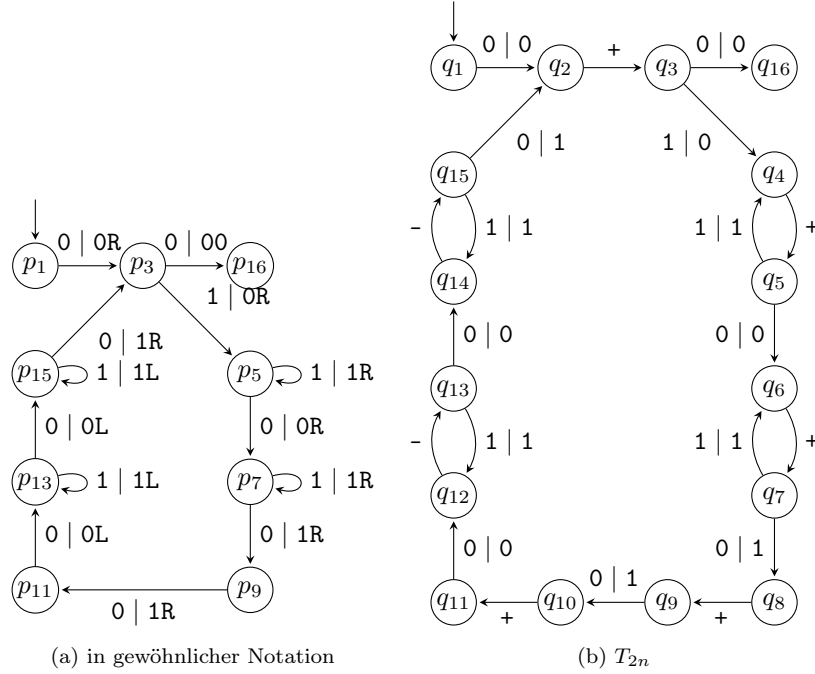 0 | 0
+
0 | 0
q1
q2
q3
q16
0 | 1
1 | 0
q15
q4
-
1 | 1
1 | 1
+
0 | 0R
0 | 00
p1
p3
p16
q14
q5
1 | 0R
0 | 0
0 | 0
0 | 1R
p15
1 | 1L
p5
1 | 1R
q13
q6
0 | 0L
0 | 0R
-
1 | 1
1 | 1
+
p13
1 | 1L
p7
1 | 1R
q12
q7
0 | 0L
0 | 1R
0 | 0
0 | 1
0 | 1
p11
p9
q11
q10
q9
q8
0 | 1R
+
+
(a) in gewöhnlicher Notation
(b) T2n